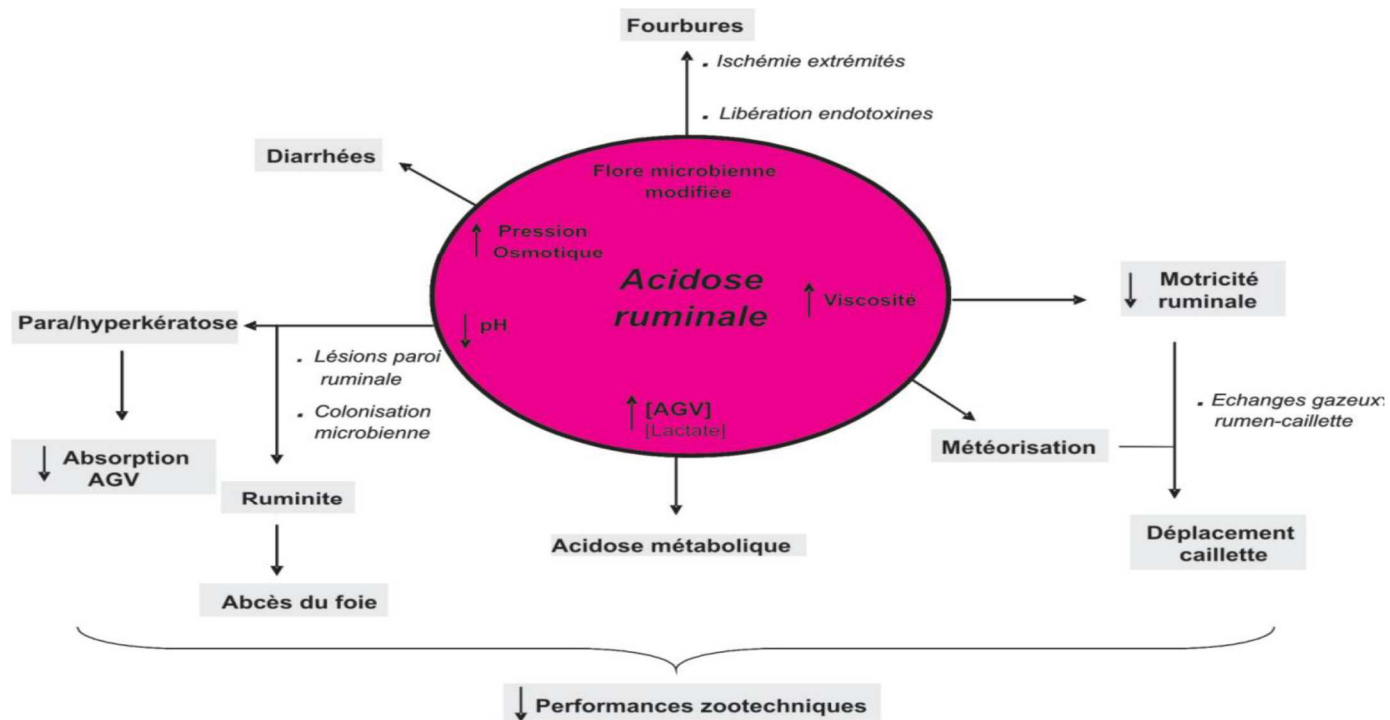 Fourbures
. Ischémie extrémités
. Libération endotoxines
Diarrhées
Flore microbienne
modifiée
↑ Pression
Osmotique
Acidose
ruminale
↑ Viscosité
↓ Motricité
ruminale
Para/hyperkératose
↓ pH
. Lésions paroi
ruminale
. Colonisation
microbienne
↑ [AGV]
[Lactate]
. Echanges gazeux
rumen-caillette
Météorisation
↓ Absorption
AGV
Ruminite
Acidose métabolique
Déplacement
caillette
Abcès du foie
↓ Performances zootechniques